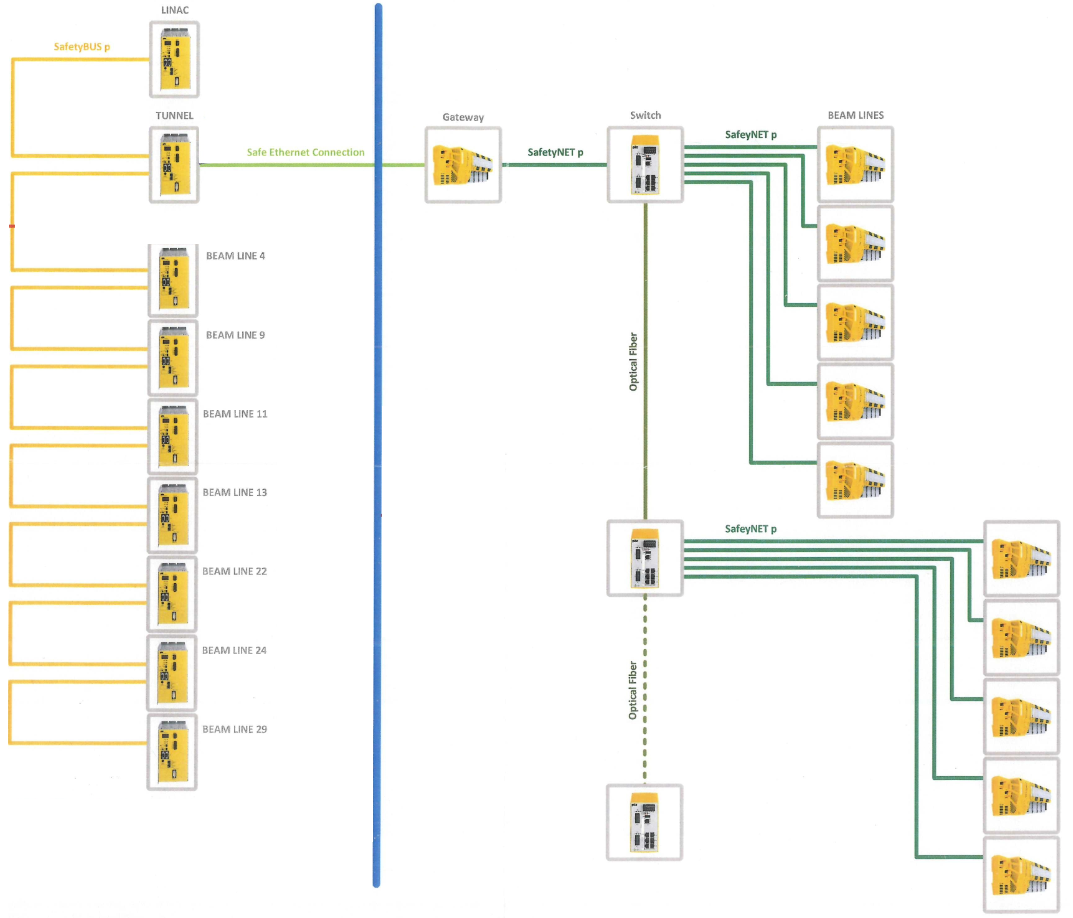 LINAC
SafetyBUS p
TUNNEL
Safe Ethernet Connection
Gateway
SafetyNET p
Switch
SafeyNET p
BEAM LINES
BEAM LINE 4
BEAM LINE 9
BEAM LINE 11
BEAM LINE 13
BEAM LINE 22
BEAM LINE 24
BEAM LINE 29
Optical Fiber
SafeyNET p
Optical Fiber